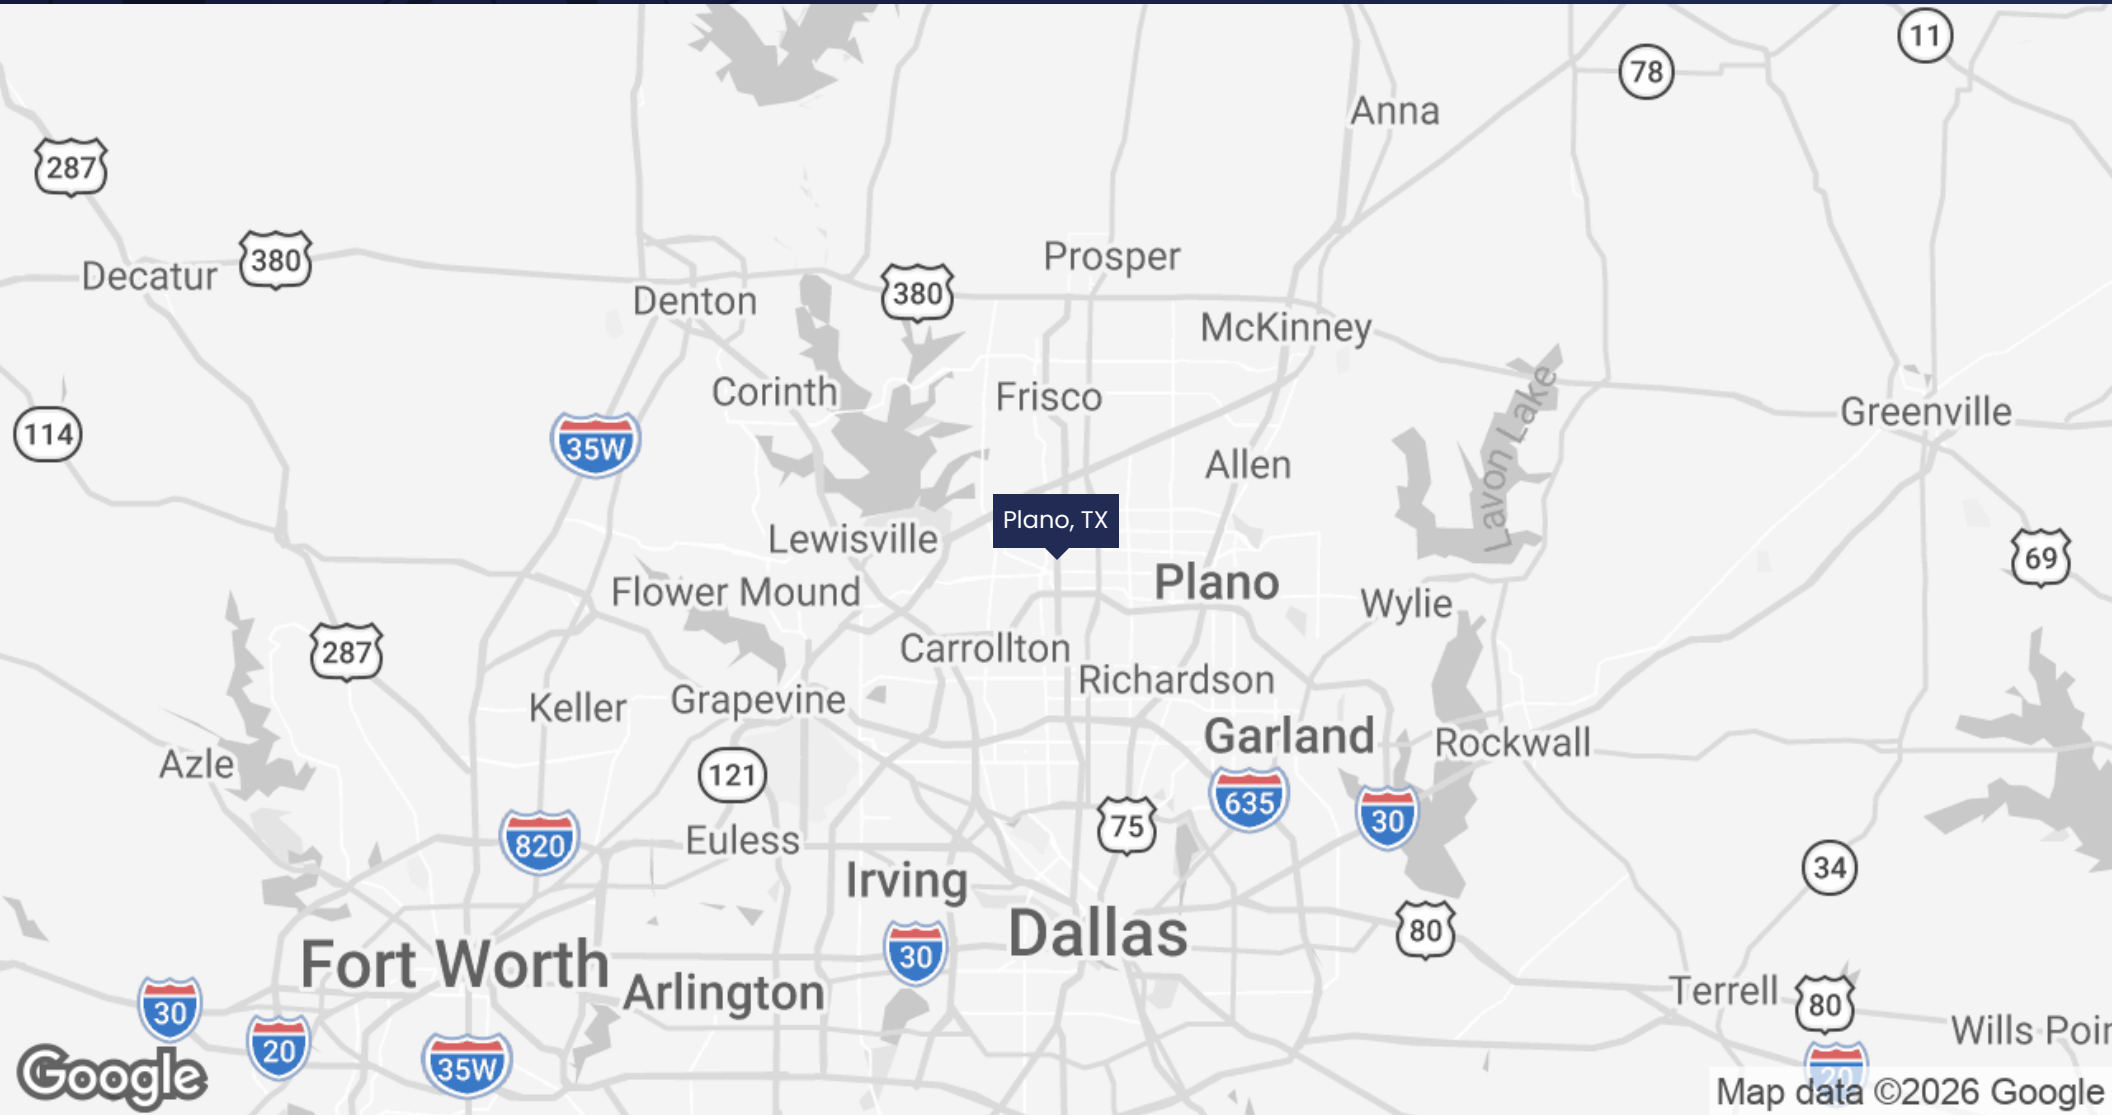 11
78
Anna
287
Prosper
Decatur
380
380
Denton
McKinney
Corinth
Frisco
Lavon Lake
Greenville
114
35W
Allen
Plano, TX
Lewisville
69
Plano
Flower Mound
Wylie
287
Carrollton
Richardson
Keller
Grapevine
Garland
Rockwall
Azle
121
635
30
75
820
Euless
34
Irving
Dallas
80
30
Fort Worth
Arlington
Terrell
80
30
Wills Poin
20
35W
20
Google
Map data ©2026 Google